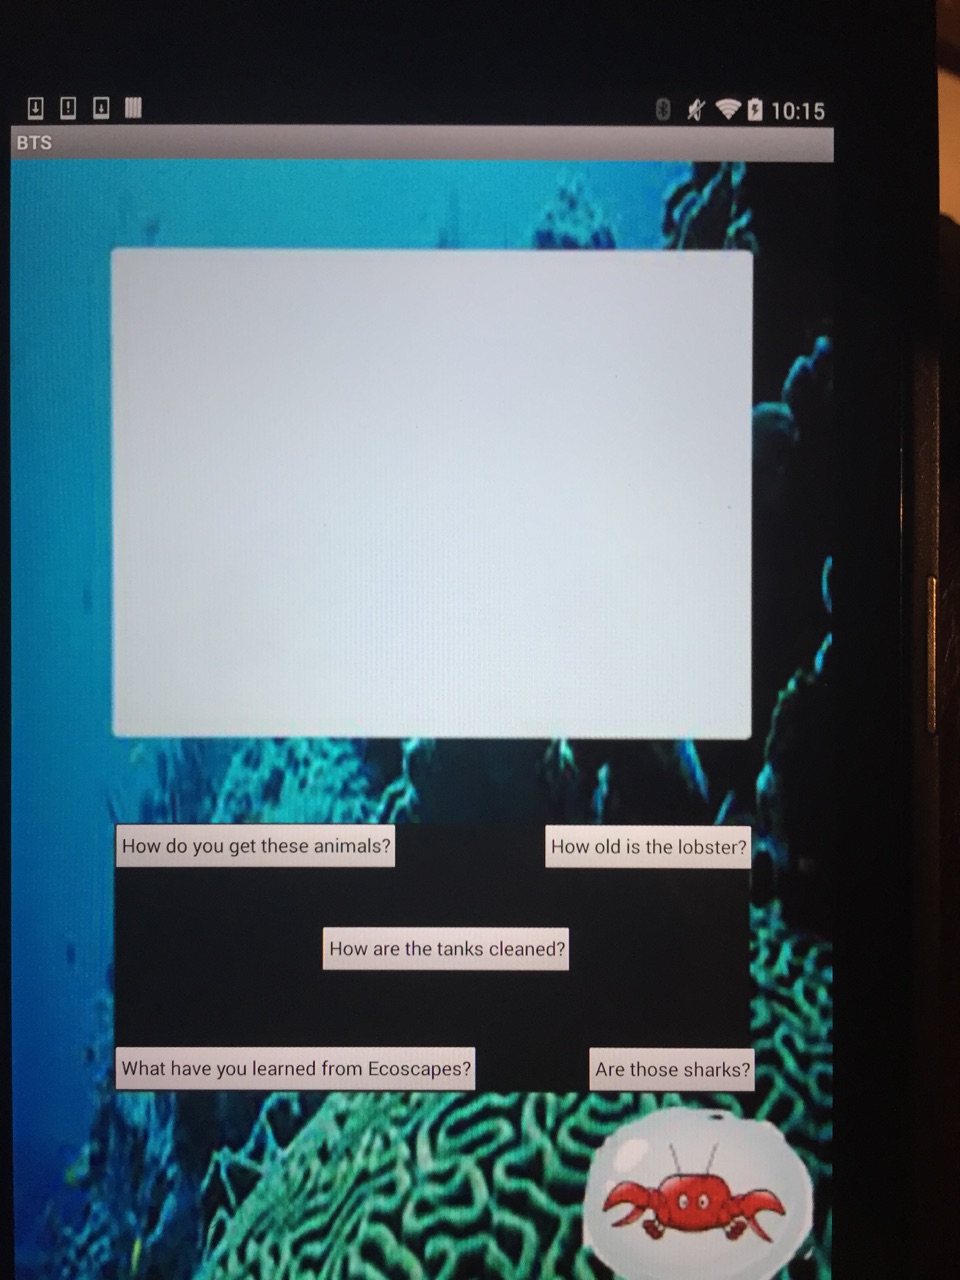 10:15
BTS
How do you get these animals?
How old is the lobster?
How are the tanks cleaned?
What have you learned from Ecoscapes?
Are those sharks?